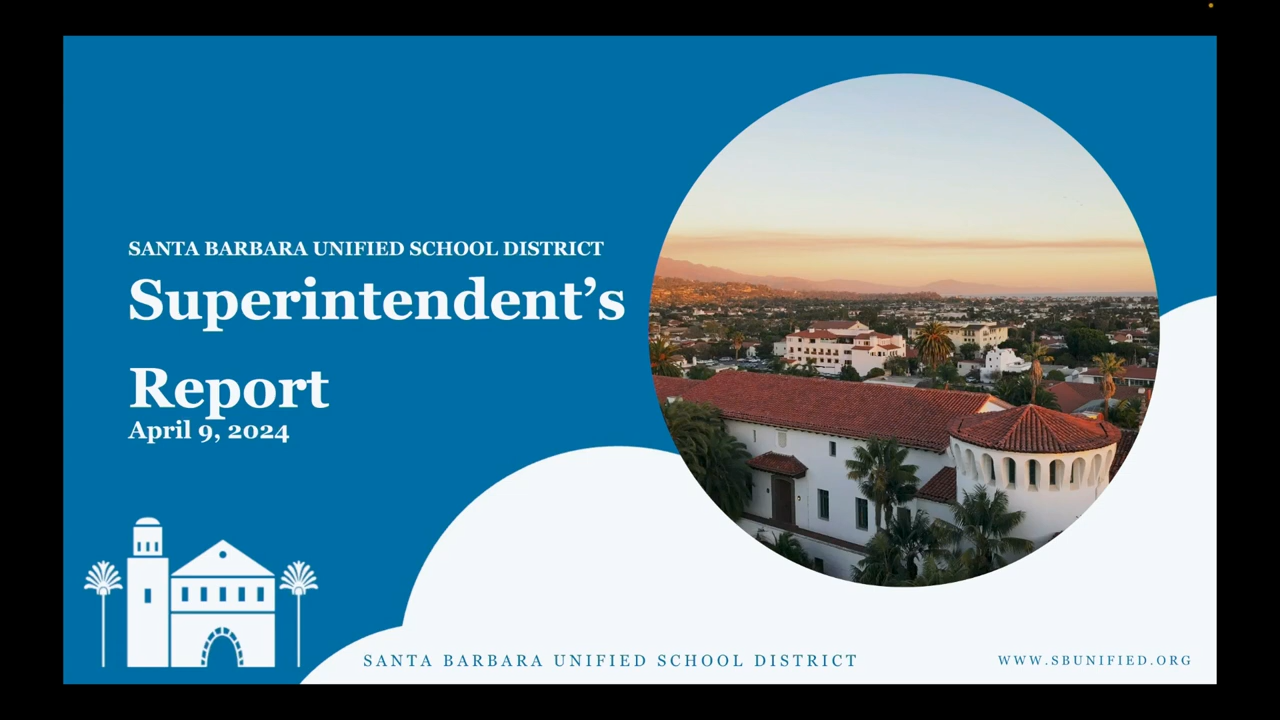 SANTA BARBARA UNIFIED SCHOOL DISTRICT
Superintendent’s
Report
April 9, 2024
SANTA BARBARA UNIFIED SCHOOL DISTRICT
WWW.SBUNIFIED.ORG